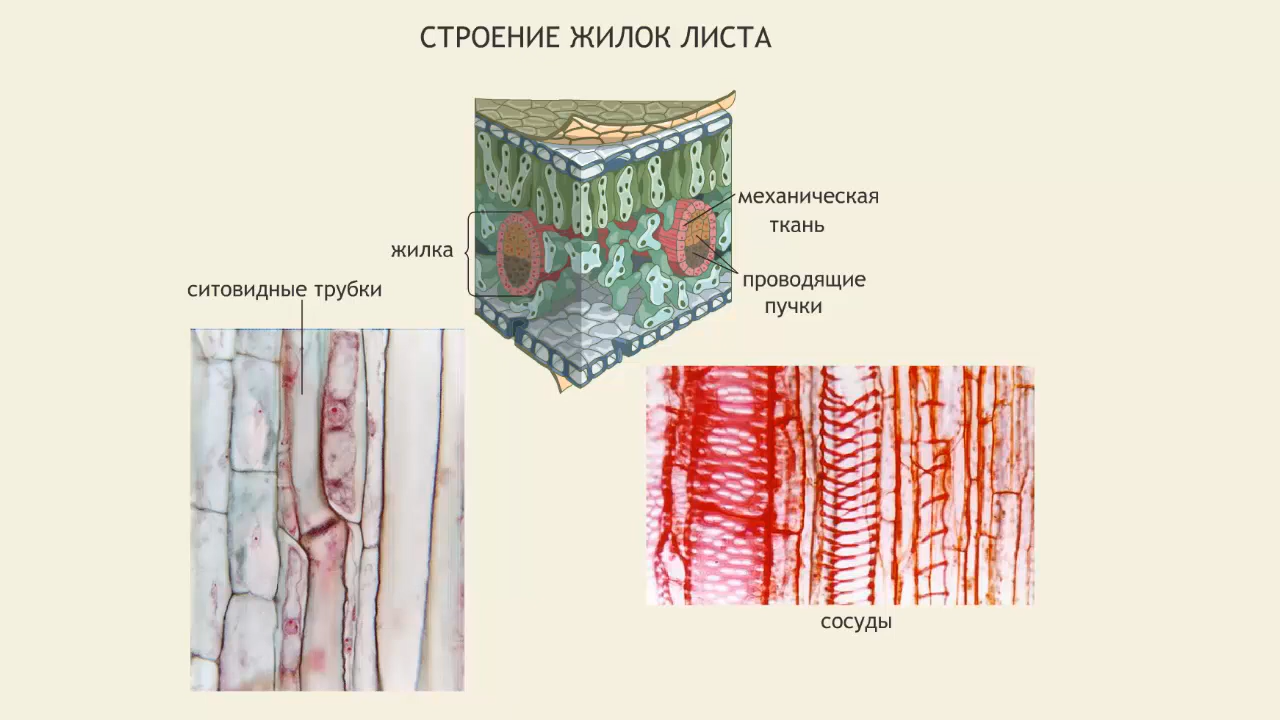 СТРОЕНИЕ ЖИЛОК ЛИСТА
механическая
ткань
жилка
проводящие
пучки
ситовидные трубки
сосуды